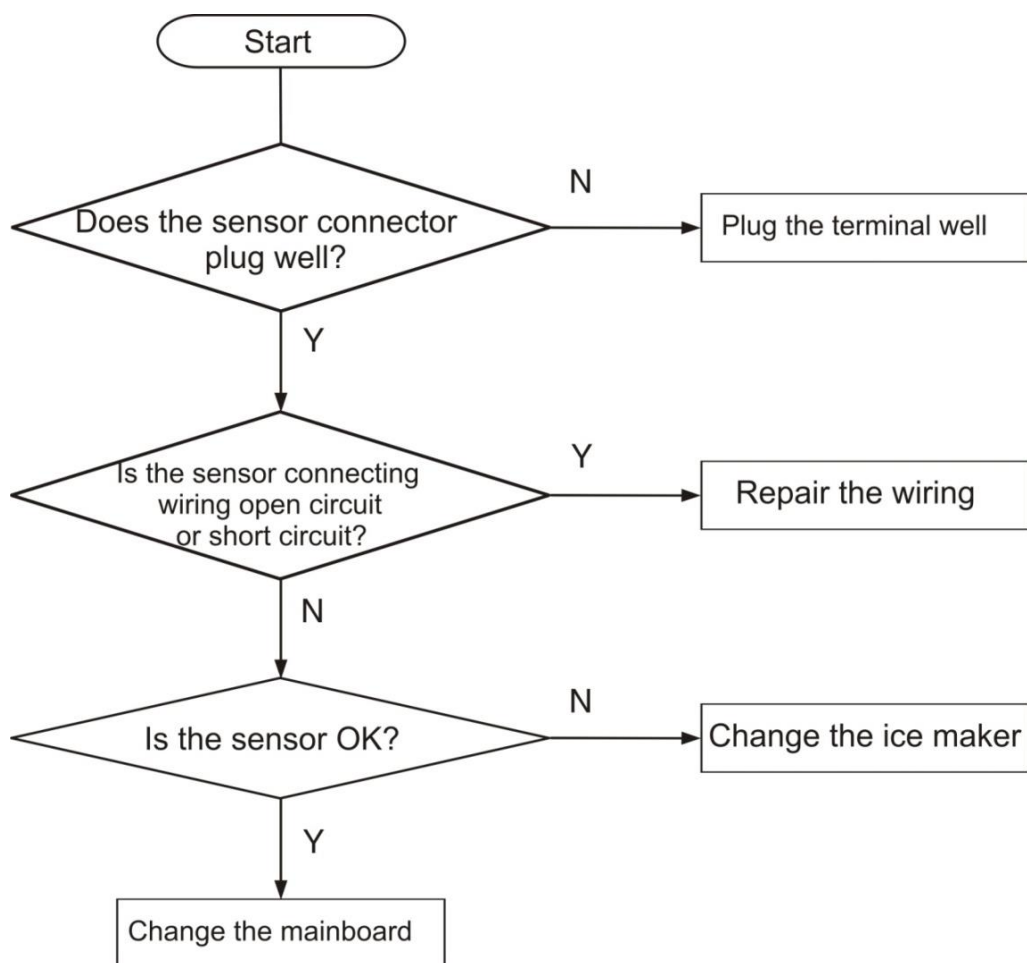 Start
Does the sensor connector
plug well?
N
Plug the terminal well
Y
Is the sensor connecting
wiring open circuit
or short circuit?
Y
Repair the wiring
N
Is the sensor OK?
N
Change the ice maker
Y
Change the mainboard